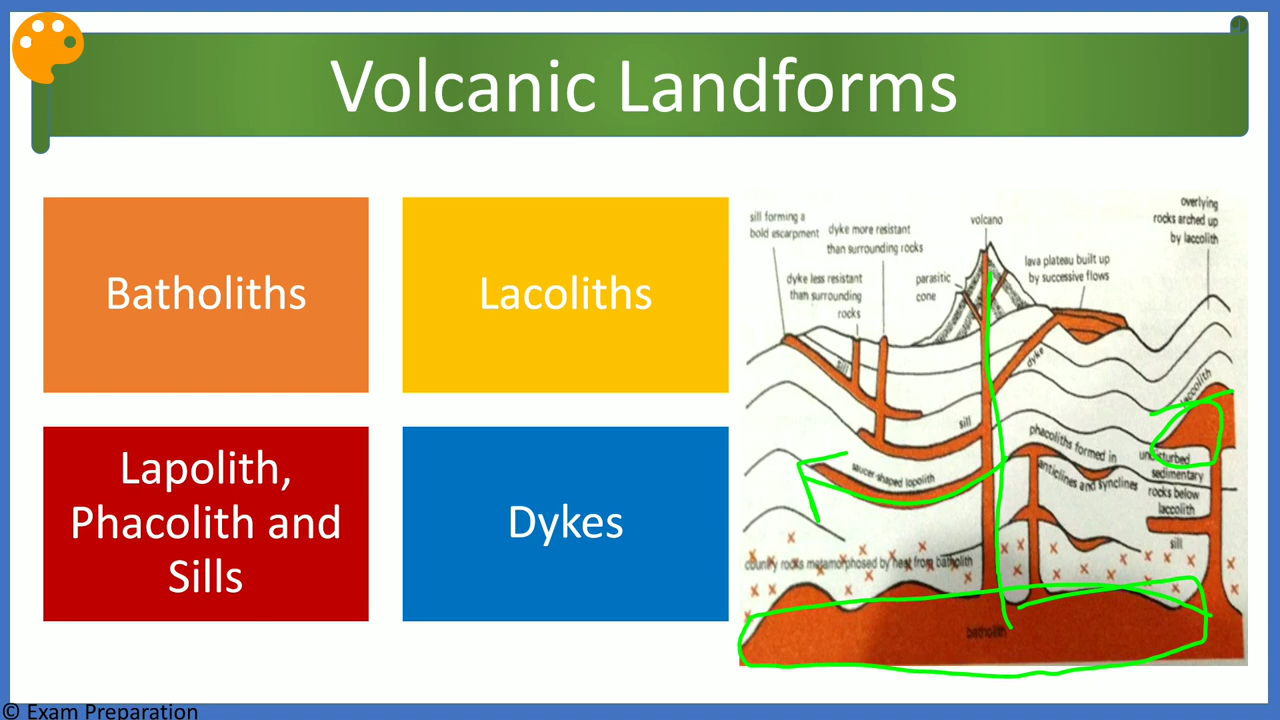 Volcanic Landforms
Batholiths
Lacoliths
Lapolith,
Phacolith and
Sills
Dykes
sill forming a
bold escarpment
dyke more resistant
than surrounding rocks
volcano
overlying
rocks arched up
by laccolith
dyke less resistant
than surrounding
rocks
parasitic
cone
lava plateau built up
by successive flows
sill
dyke
laccolith
sill
saucer-shaped lopolith
phacoliths formed in
anticlines and synclines
undisturbed
sedimentary
rocks below
laccolith
sill
country rocks metamorphosed by heat from batholith
batholith
© Exam Preparation